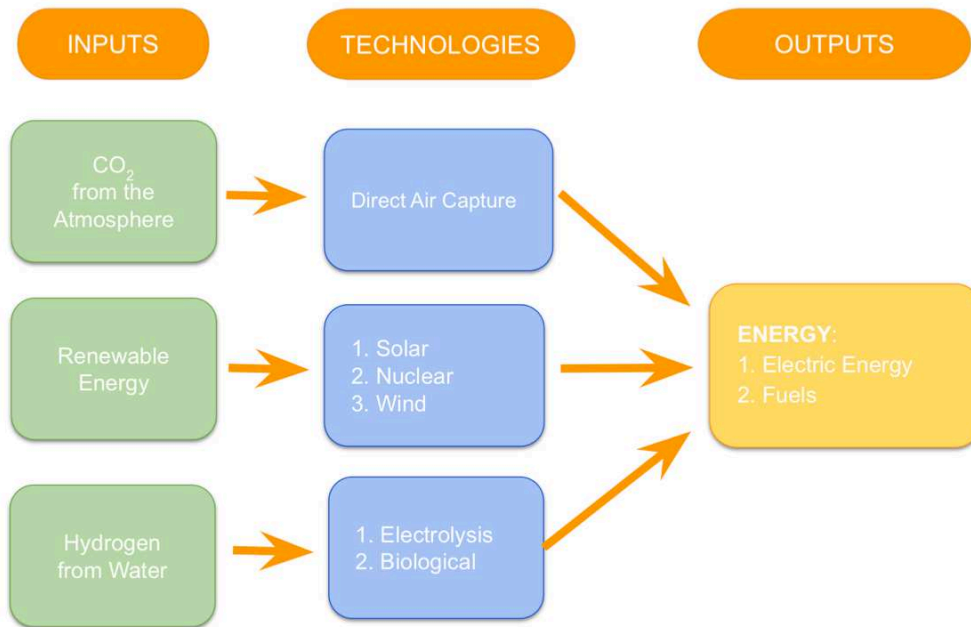 INPUTS
TECHNOLOGIES
OUTPUTS
CO₂
from the
Atmosphere
Direct Air Capture
Renewable
Energy
1. Solar
2. Nuclear
3. Wind
ENERGY:
1. Electric Energy
2. Fuels
Hydrogen
from Water
1. Electrolysis
2. Biological